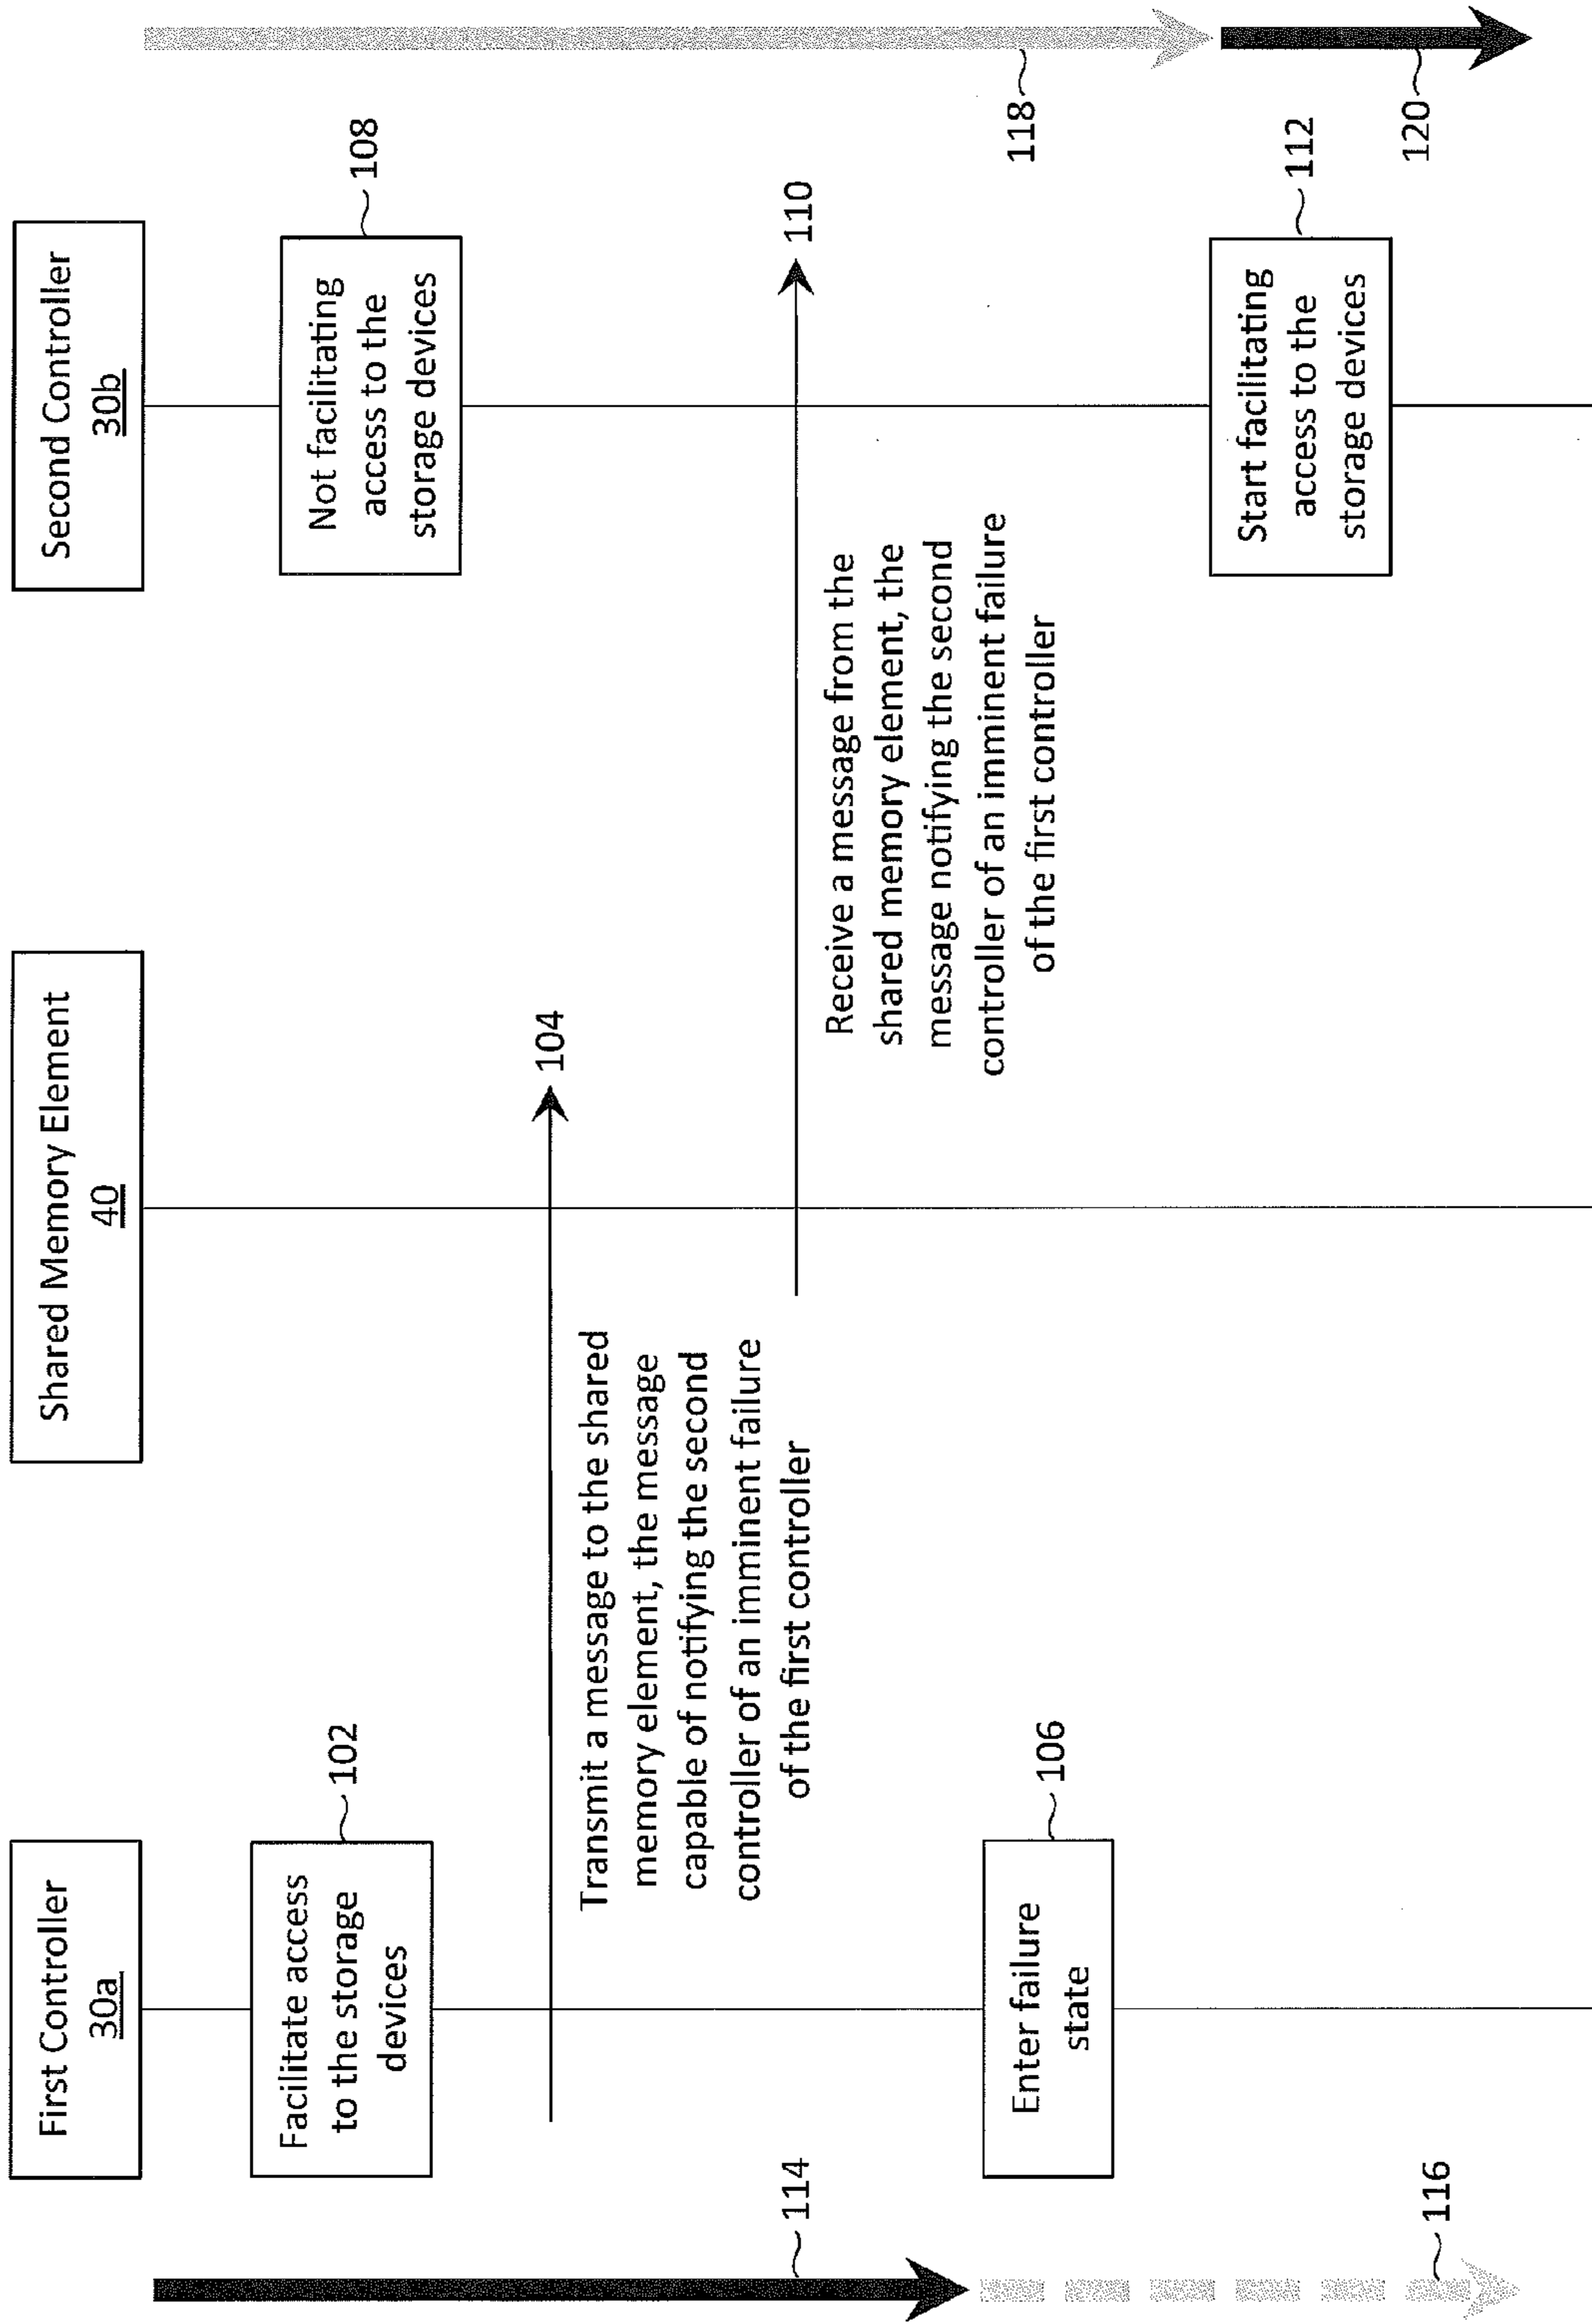 First Controller
30a
Shared Memory Element
40
Second Controller
30b
Facilitate access
to the storage
devices
102
Not facilitating
access to the
storage devices
108
104
Transmit a message to the shared
memory element, the message
capable of notifying the second
controller of an imminent failure
of the first controller
110
Receive a message from the
shared memory element, the
message notifying the second
controller of an imminent failure
of the first controller
Enter failure
state
106
Start facilitating
access to the
storage devices
112
114
116
118
120